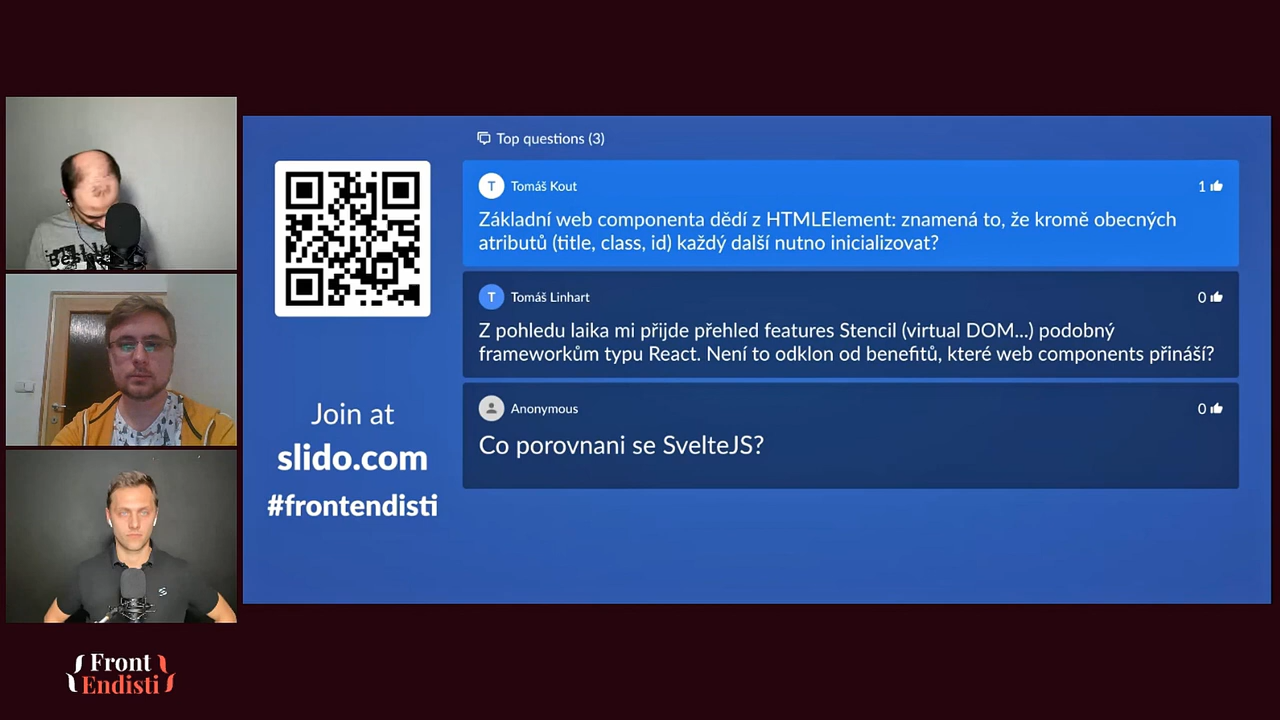 Top questions (3)
T
Tomáš Kout
1
Základní web componenta dědí z HTMLElement: znamená to, že kromě obecných
atributů (title, class, id) každý další nutno inicializovat?
T
Tomáš Linhart
0
Z pohledu laika mi přijde přehled features Stencil (virtual DOM...) podobný
frameworkům typu React. Není to odklon od benefitů, které web components přináší?
Anonymous
0
Co porovnani se SvelteJS?
Join at
slido.com
#frontendisti
Front
Endisti